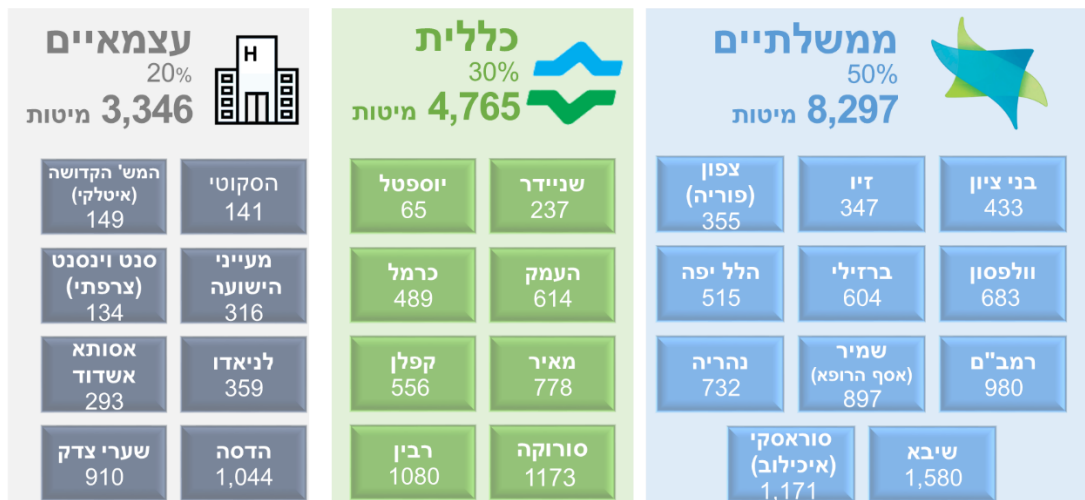 ממשלתיים
50%
8,297 מיטות
בני ציון
433
זיו
347
צפון
(פוריה)
355
וולפסון
683
ברזילי
604
הלל יפה
515
רמב"ם
980
שמיר
(אסף הרופא)
897
נהריה
732
שיבא
1,580
סוראסקי
(איכילוב)
1,171
כללית
30%
4,765 מיטות
שניידר
237
יוספטל
65
העמק
614
כרמל
489
מאיר
778
קפלן
556
סורוקה
1173
רבין
1080
עצמאיים
20%
3,346 מיטות
H
הסקוטי
141
המש' הקדושה
(איטלקי)
149
מעייני
הישועה
316
סנט וינסנט
(צרפתי)
134
לניאדו
359
אסותא
אשדוד
293
הדסה
1,044
שערי צדק
910